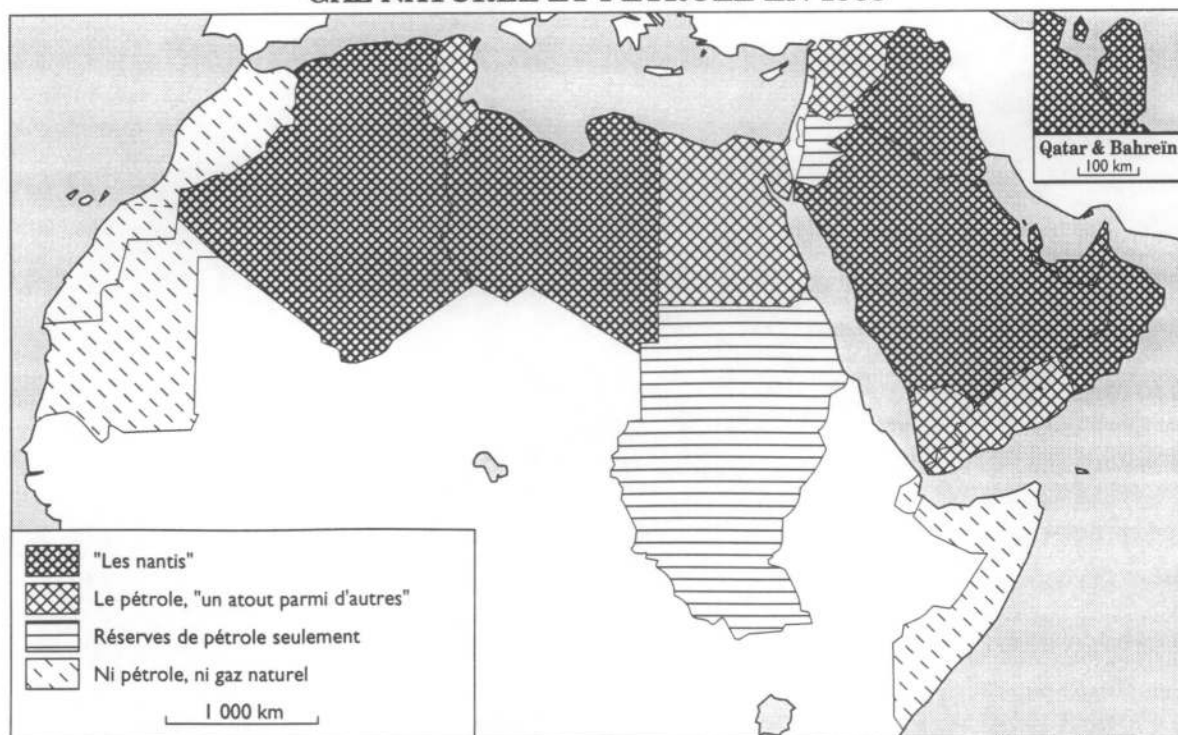 Qatar & Bahreïn
100 km
"Les nantis"
Le pétrole, "un atout parmi d'autres"
Réserves de pétrole seulement
Ni pétrole, ni gaz naturel
1 000 km